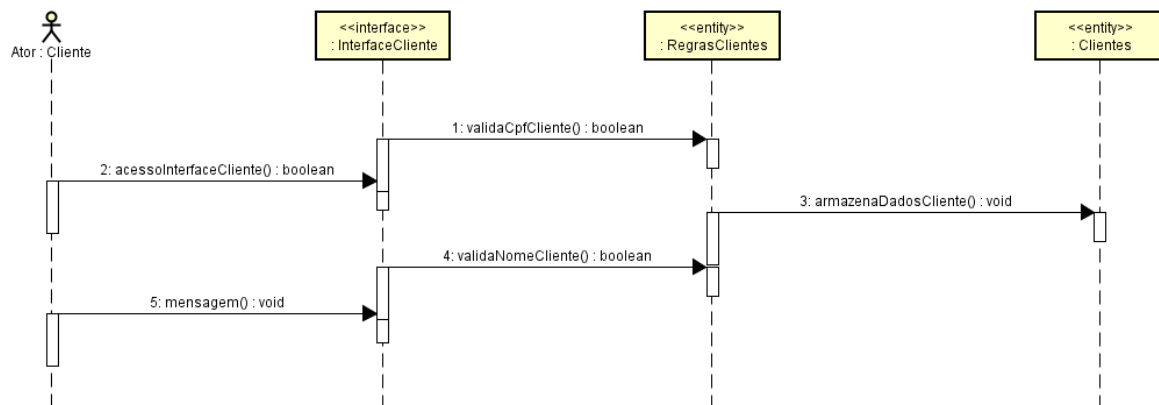 Ator : Cliente
<<interface>>
: InterfaceCliente
<<entity>>
: RegrasClientes
<<entity>>
: Clientes
1: validaCpfCliente() : boolean
2: acessoInterfaceCliente() : boolean
3: armazenaDadosCliente() : void
4: validaNomeCliente() : boolean
5: mensagem() : void